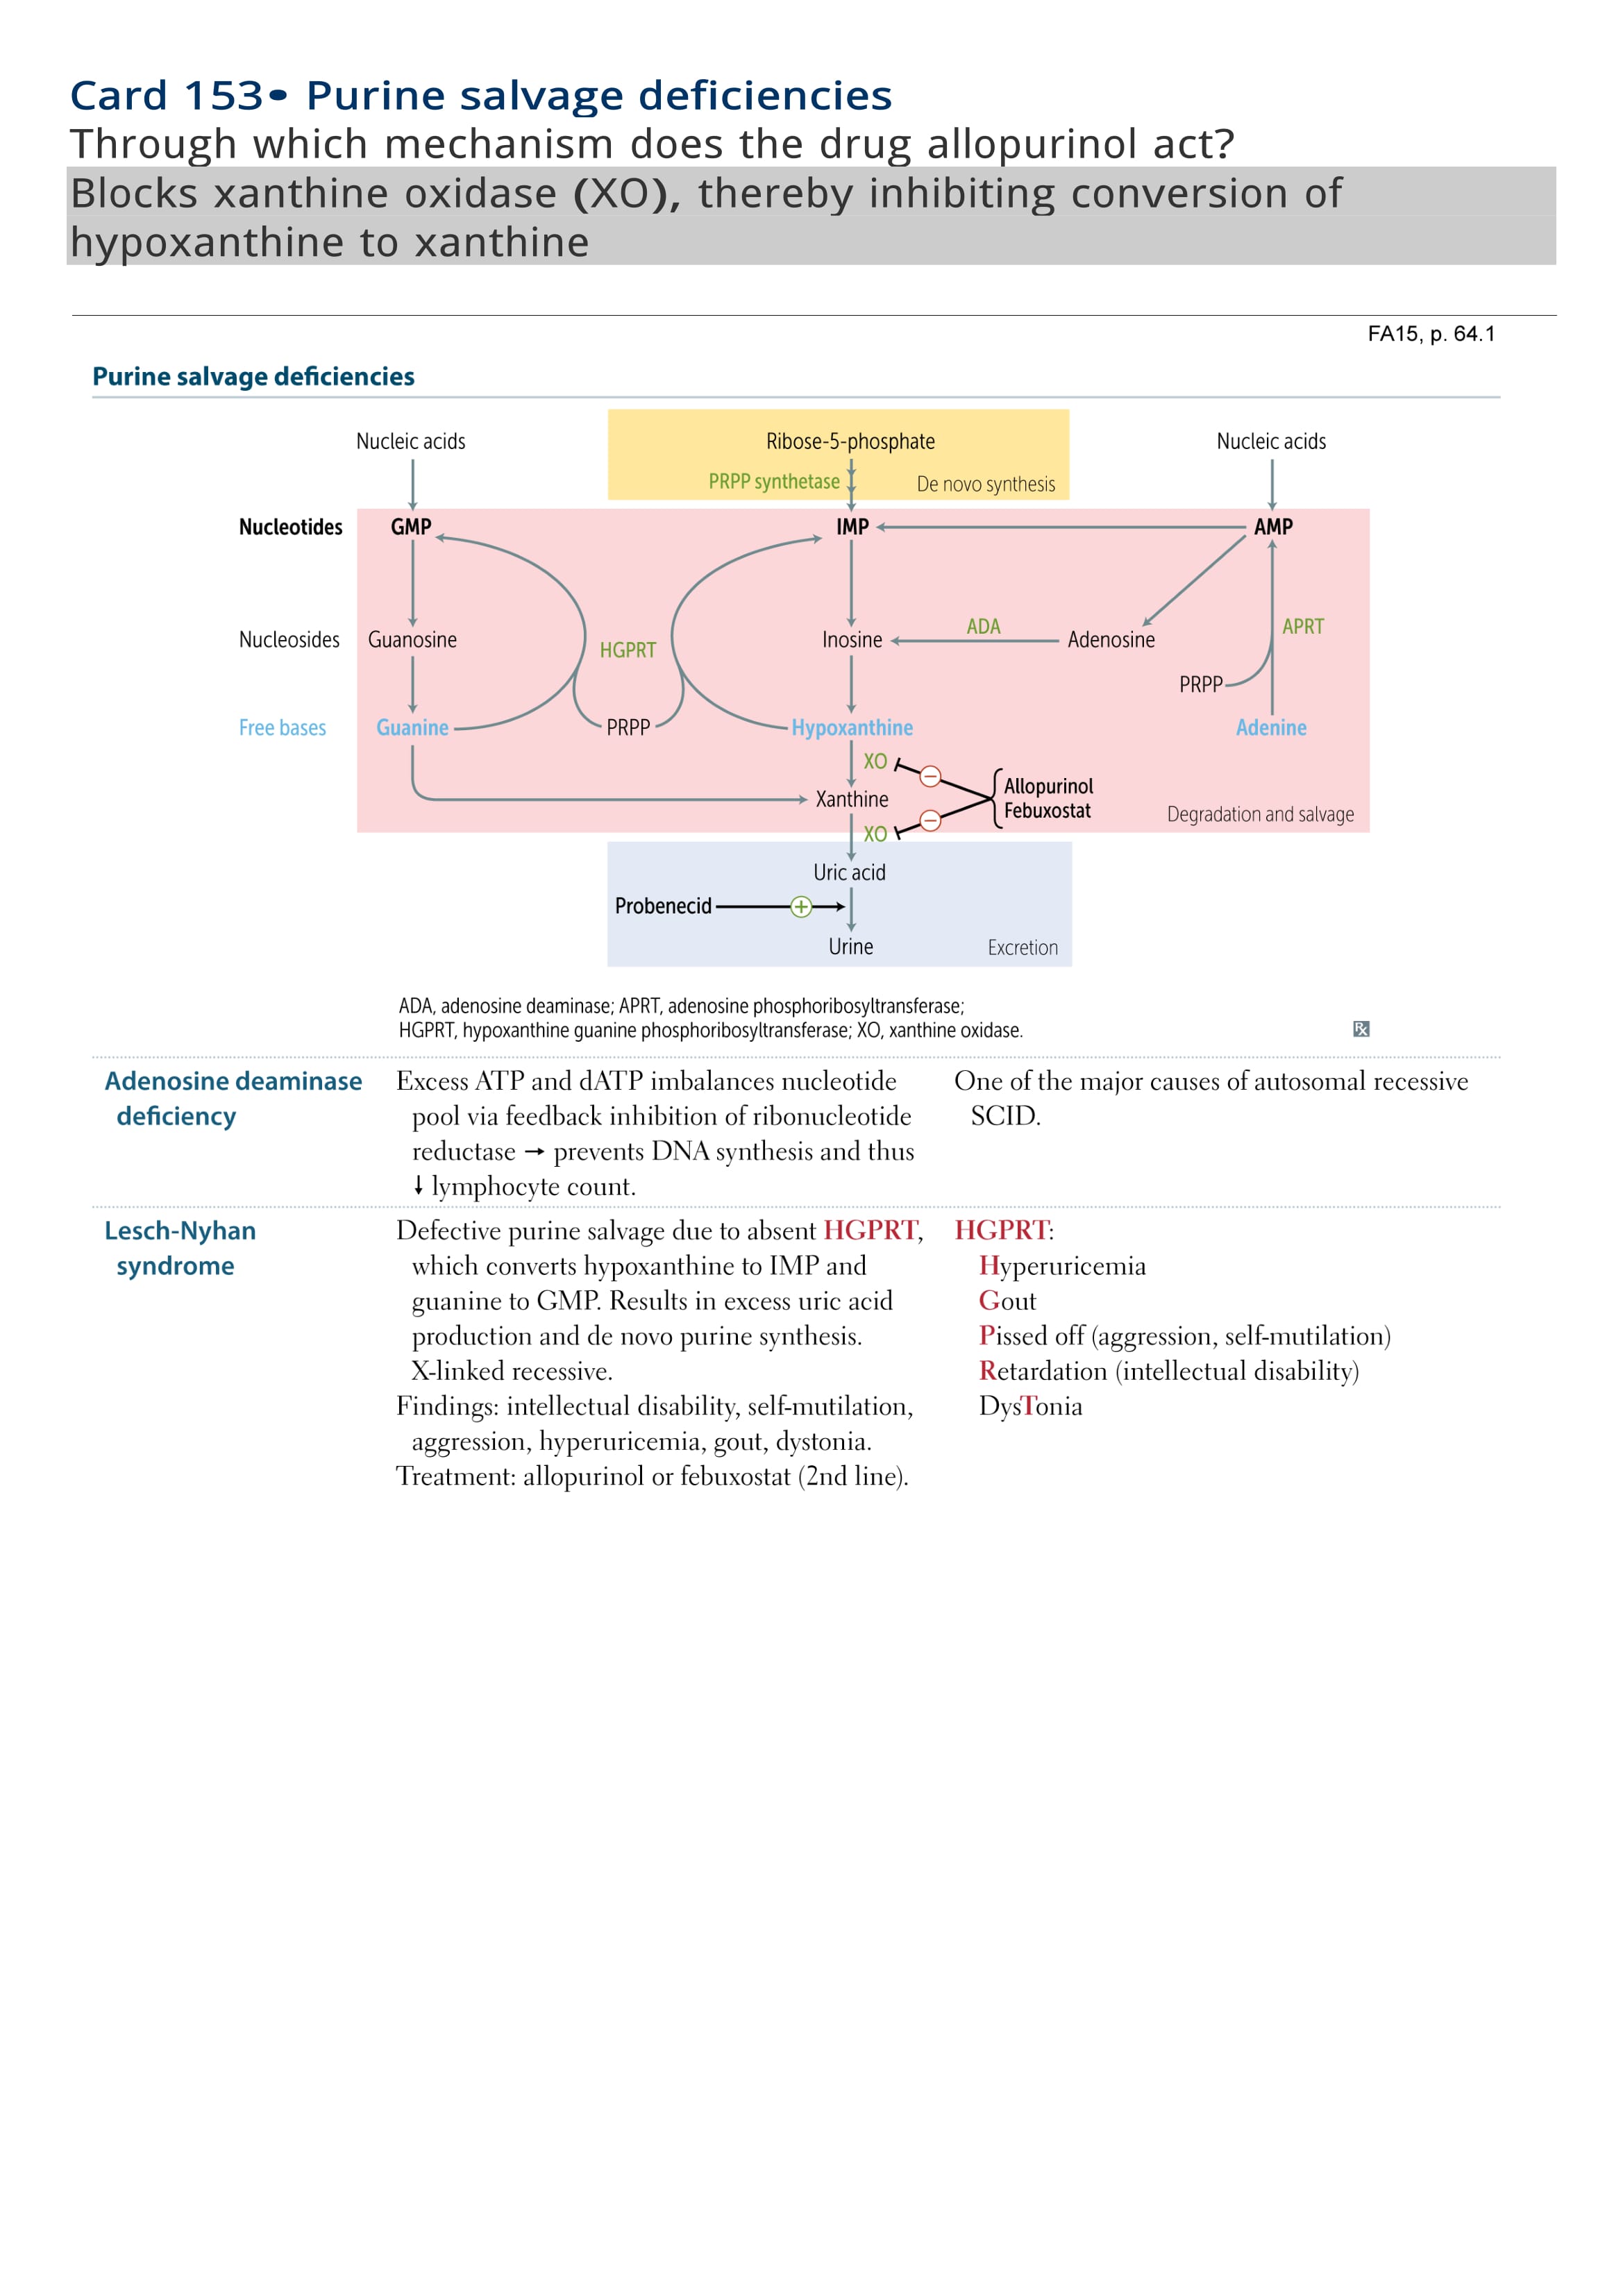 Card 153• Purine salvage deficiencies
Through which mechanism does the drug allopurinol act?
Blocks xanthine oxidase (XO), thereby inhibiting conversion of
hypoxanthine to xanthine
FA15, p. 64.1
Purine salvage deficiencies
Nucleic acids
Ribose-5-phosphate
Nucleic acids
PRPP synthetase
De novo synthesis
Nucleotides
GMP
IMP
AMP
Nucleosides
Guanosine
HGPRT
Inosine
ADA
Adenosine
APRT
PRPP
Free bases
Guanine
PRPP
Hypoxanthine
Adenine
XO
Xanthine
Allopurinol
Febuxostat
Degradation and salvage
XO
Uric acid
Probenecid
Urine
Excretion
ADA, adenosine deaminase; APRT, adenosine phosphoribosyltransferase;
HGPRT, hypoxanthine guanine phosphoribosyltransferase; XO, xanthine oxidase.
Rx
Adenosine deaminase
deficiency
Excess ATP and dATP imbalances nucleotide
pool via feedback inhibition of ribonucleotide
reductase → prevents DNA synthesis and thus
↓ lymphocyte count.
One of the major causes of autosomal recessive
SCID.
Lesch-Nyhan
syndrome
Defective purine salvage due to absent HGPRT,
which converts hypoxanthine to IMP and
guanine to GMP. Results in excess uric acid
production and de novo purine synthesis.
X-linked recessive.
Findings: intellectual disability, self-mutilation,
aggression, hyperuricemia, gout, dystonia.
Treatment: allopurinol or febuxostat (2nd line).
HGPRT:
Hyperuricemia
Gout
Pissed off (aggression, self-mutilation)
Retardation (intellectual disability)
DysTonia